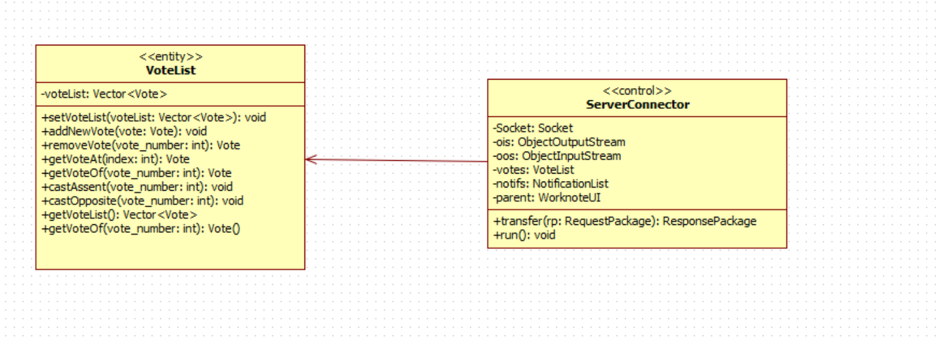 <<entity>>
VoteList
-voteList: Vector<Vote>
+setVoteList(voteList: Vector<Vote>): void
+addNewVote(vote: Vote): void
+removeVote(vote_number: int): Vote
+getVoteAt(index: int): Vote
+getVoteOf(vote_number: int): Vote
+castAssent(vote_number: int): void
+castOpposite(vote_number: int): void
+getVoteList(): Vector<Vote>
+getVoteOf(vote_number: int): Vote()
<<control>>
ServerConnector
-Socket: Socket
-ois: ObjectOutputStream
-oos: ObjectInputStream
-votes: VoteList
-notifs: NotificationList
-parent: WorknoteUI
+transfer(rp: RequestPackage): ResponsePackage
+run(): void